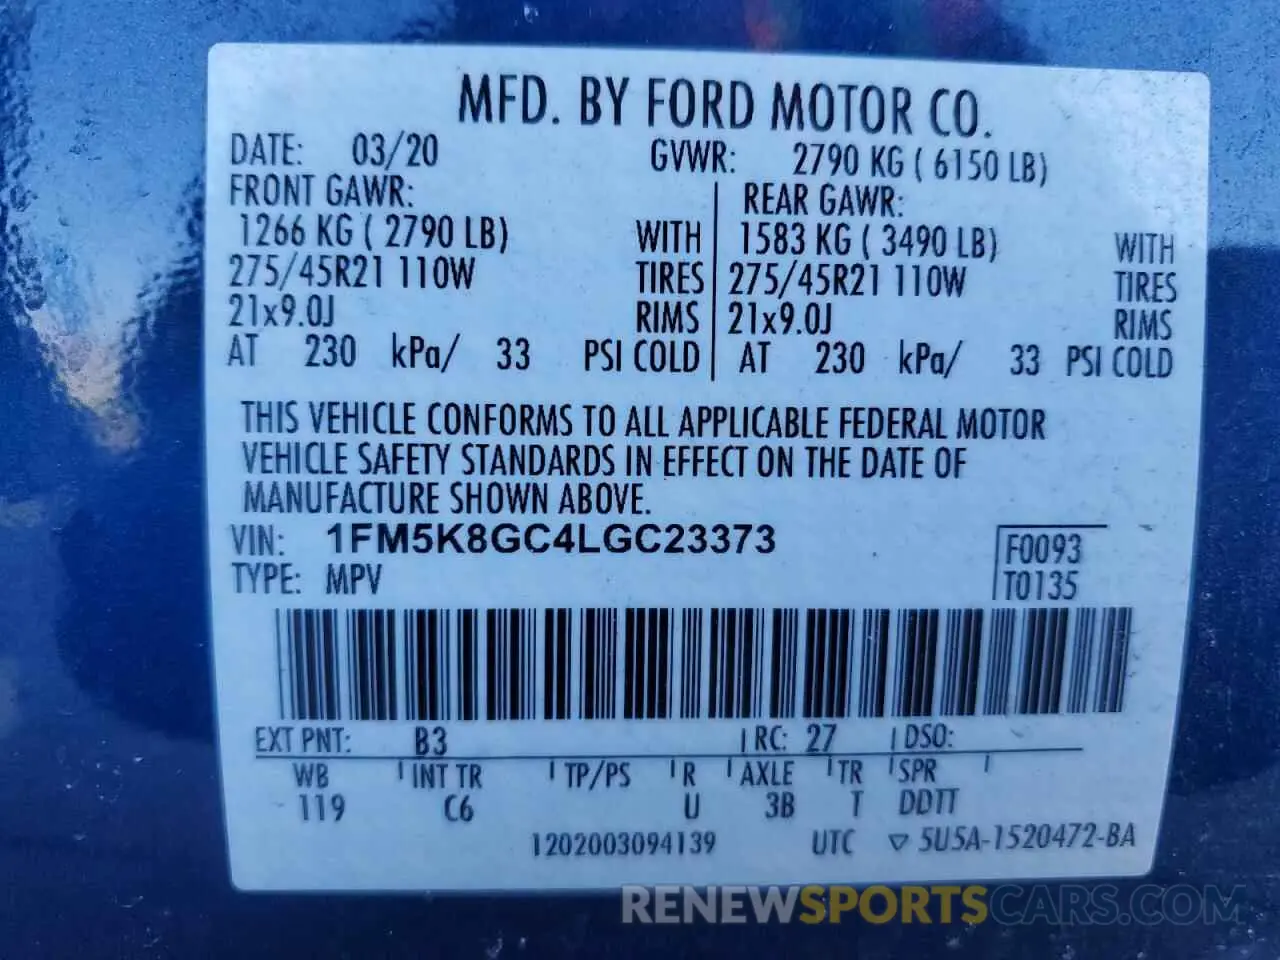 MFD. BY FORD MOTOR CO.
DATE: 03/20 GVWR: 2790 KG ( 6150 LB)
FRONT GAWR: REAR GAWR:
1266 KG ( 2790 LB) WITH 1583 KG ( 3490 LB) WITH
275/45R21 110W TIRES 275/45R21 110W TIRES
21x9.0J RIMS 21x9.0J RIMS
AT 230 kPa/ 33 PSI COLD AT 230 kPa/ 33 PSI COLD
THIS VEHICLE CONFORMS TO ALL APPLICABLE FEDERAL MOTOR
VEHICLE SAFETY STANDARDS IN EFFECT ON THE DATE OF
MANUFACTURE SHOWN ABOVE.
VIN: 1FM5K8GC4LGC23373 F0093
TYPE: MPV T0135
EXT PNT: B3 RC: 27 DSO:
WB INT TR TP/PS R AXLE TR SPR
119 C6 U 3B T DDTT
1202003094139 UTC ▽ 5U5A-1520472-BA
RENEWSPORTSCARS.COM